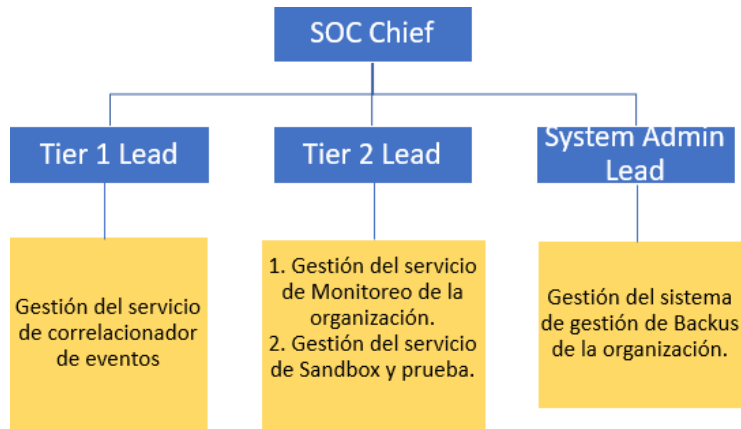 SOC Chief
Tier 1 Lead
Tier 2 Lead
System Admin
Lead
Gestión del servicio
de correlacionador
de eventos
1. Gestión del servicio
de Monitoreo de la
organización.
2. Gestión del servicio
de Sandbox y prueba.
Gestión del sistema
de gestión de Backus
de la organización.